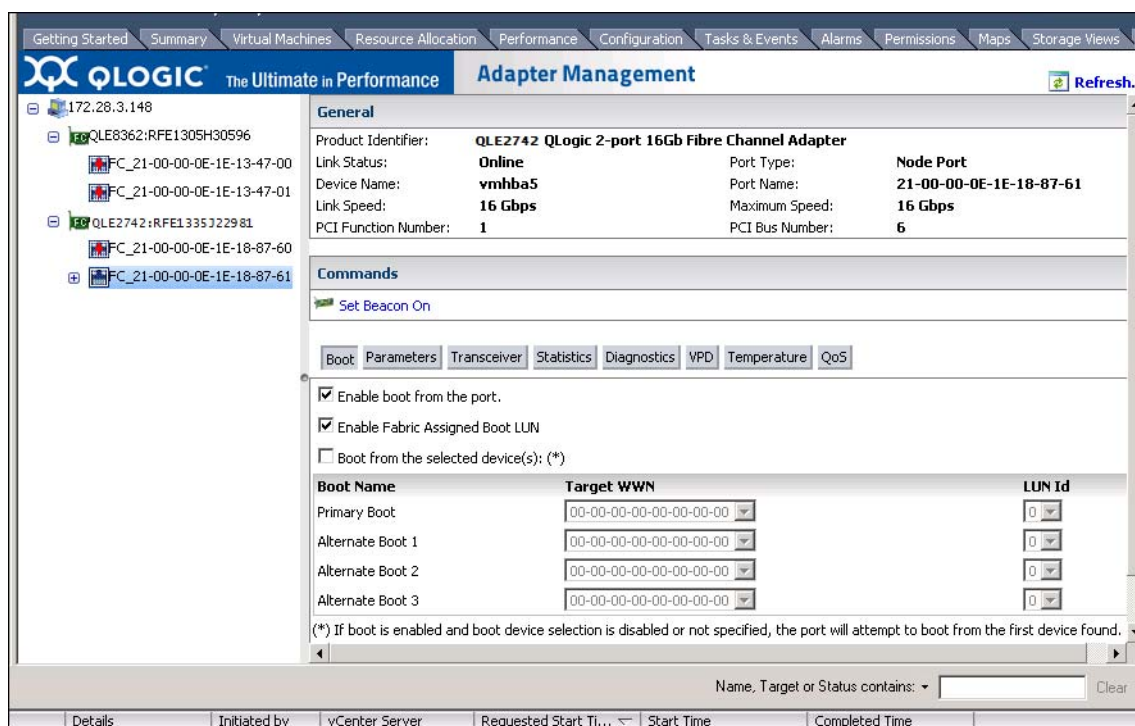 Getting Started Summary Virtual Machines Resource Allocation Performance Configuration Tasks & Events Alarms Permissions Maps Storage Views
QLOGIC The Ultimate in Performance Adapter Management Refresh.
172.28.3.148
QLE8362:RFE1305H30596
FC_21-00-00-0E-1E-13-47-00
FC_21-00-00-0E-1E-13-47-01
QLE2742:RFE1335J22981
FC_21-00-00-0E-1E-18-87-60
FC_21-00-00-0E-1E-18-87-61
General
Product Identifier: QLE2742 QLogic 2-port 16Gb Fibre Channel Adapter
Link Status: Online Port Type: Node Port
Device Name: vmhba5 Port Name: 21-00-00-0E-1E-18-87-61
Link Speed: 16 Gbps Maximum Speed: 16 Gbps
PCI Function Number: 1 PCI Bus Number: 6
Commands
Set Beacon On
Boot Parameters Transceiver Statistics Diagnostics VPD Temperature QoS
Enable boot from the port.
Enable Fabric Assigned Boot LUN
Boot from the selected device(s): (*)
Boot Name Target WWN LUN Id
Primary Boot 00-00-00-00-00-00-00-00 0
Alternate Boot 1 00-00-00-00-00-00-00-00 0
Alternate Boot 2 00-00-00-00-00-00-00-00 0
Alternate Boot 3 00-00-00-00-00-00-00-00 0
(*) If boot is enabled and boot device selection is disabled or not specified, the port will attempt to boot from the first device found.
Name, Target or Status contains: Clear
Details Initiated by vCenter Server Requested Start Ti... Start Time Completed Time